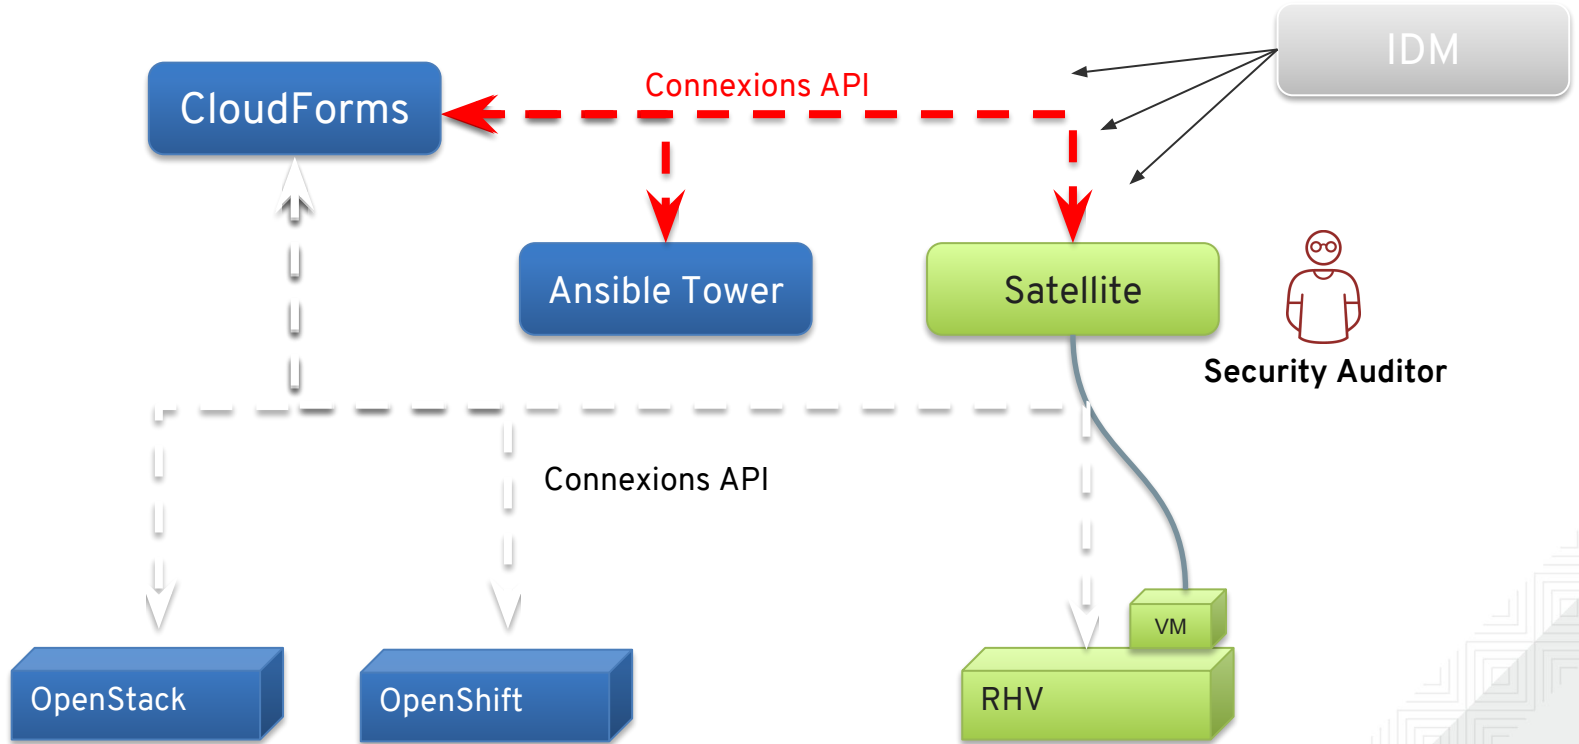 IDM
Connexions API
CloudForms
Ansible Tower
Satellite
Security Auditor
Connexions API
VM
OpenStack
OpenShift
RHV